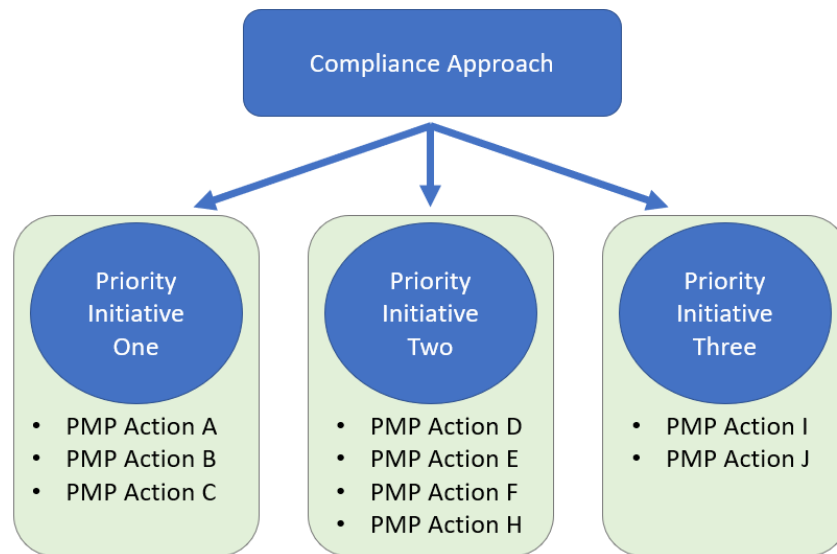 Compliance Approach
Priority
Initiative
One
• PMP Action A
• PMP Action B
• PMP Action C
Priority
Initiative
Two
• PMP Action D
• PMP Action E
• PMP Action F
• PMP Action H
Priority
Initiative
Three
• PMP Action I
• PMP Action J